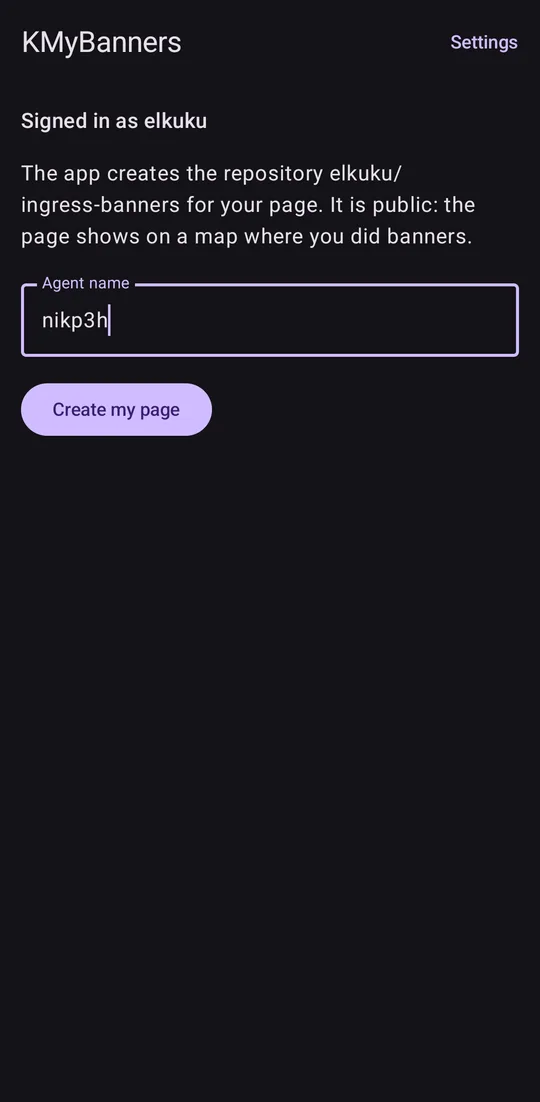 KMyBanners
Settings
Signed in as elkuku
The app creates the repository elkuku/
ingress-banners for your page. It is public: the
page shows on a map where you did banners.
Agent name
nikp3h
Create my page